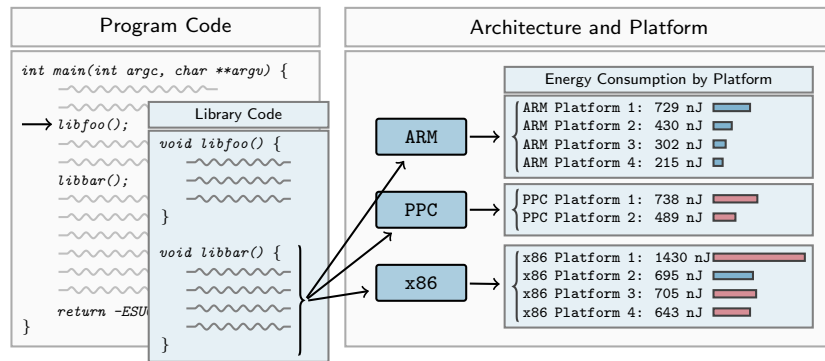 Program Code
int main(int argc, char **argv) {
libfoo();
libbar();
return -ESU
}
Library Code
void libfoo() {
}
void libbar() {
}
Architecture and Platform
ARM
PPC
x86
Energy Consumption by Platform
ARM Platform 1: 729 nJ
ARM Platform 2: 430 nJ
ARM Platform 3: 302 nJ
ARM Platform 4: 215 nJ
PPC Platform 1: 738 nJ
PPC Platform 2: 489 nJ
x86 Platform 1: 1430 nJ
x86 Platform 2: 695 nJ
x86 Platform 3: 705 nJ
x86 Platform 4: 643 nJ